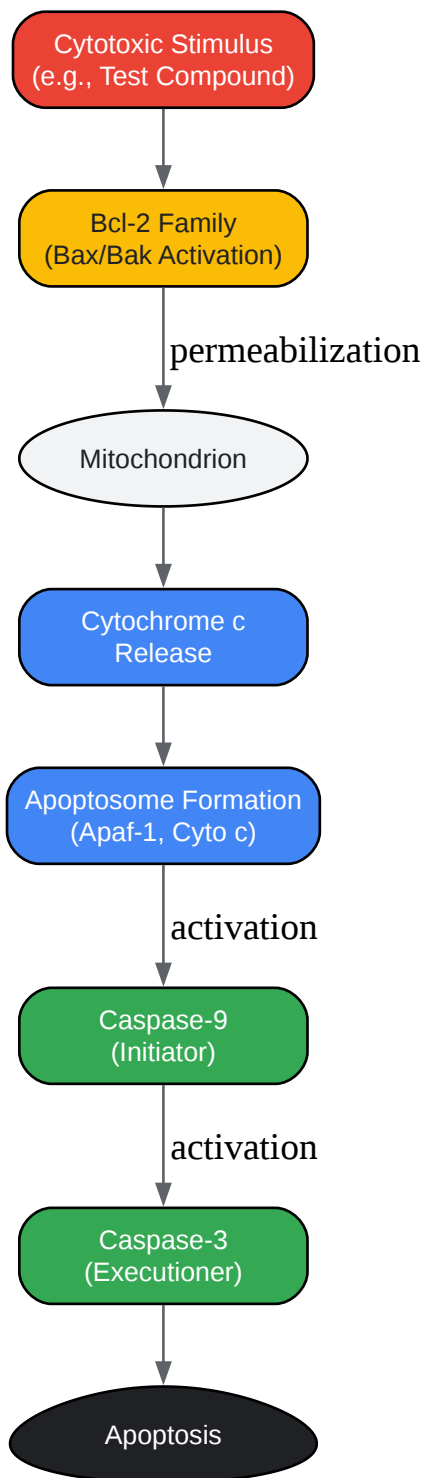 Cytotoxic Stimulus
(e.g., Test Compound)
Bcl-2 Family
(Bax/Bak Activation)
permeabilization
Mitochondrion
Cytochrome c
Release
Apoptosome Formation
(Apaf-1, Cyto c)
activation
Caspase-9
(Initiator)
activation
Caspase-3
(Executioner)
Apoptosis